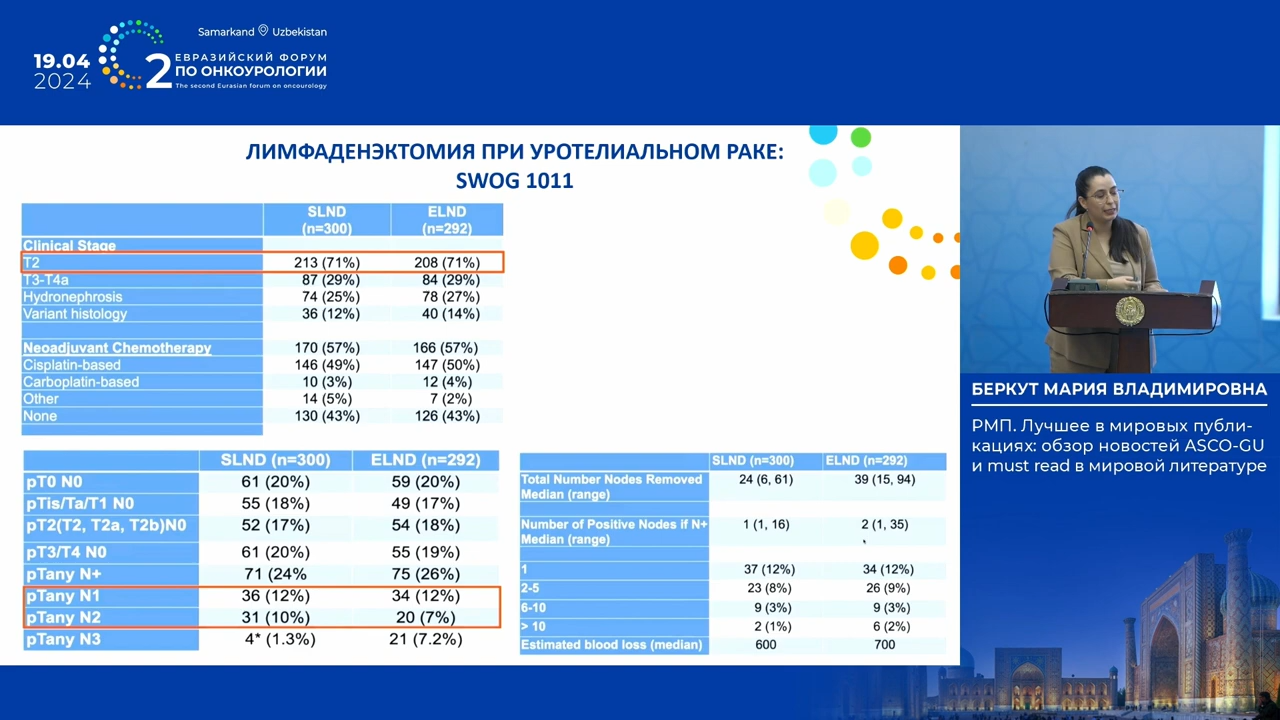 Samarkand Uzbekistan
19.04
2024
2
ЕВРАЗИЙСКИЙ ФОРУМ
ПО ОНКОУРОЛОГИИ
The second Eurasian forum on oncourology
ЛИМФАДЕНЭКТОМИЯ ПРИ УРОТЕЛИАЛЬНОМ РАКЕ:
SWOG 1011
SLND (n=300) ELND (n=292)
Clinical Stage
T2 213 (71%) 208 (71%)
T3-T4a 87 (29%) 84 (29%)
Hydronephrosis 74 (25%) 78 (27%)
Variant histology 36 (12%) 40 (14%)
Neoadjuvant Chemotherapy 170 (57%) 166 (57%)
Cisplatin-based 146 (49%) 147 (50%)
Carboplatin-based 10 (3%) 12 (4%)
Other 14 (5%) 7 (2%)
None 130 (43%) 126 (43%)
SLND (n=300) ELND (n=292)
pT0 N0 61 (20%) 59 (20%)
pTis/Ta/T1 N0 55 (18%) 49 (17%)
pT2(T2, T2a, T2b)N0 52 (17%) 54 (18%)
pT3/T4 N0 61 (20%) 55 (19%)
pTany N+ 71 (24% 75 (26%)
pTany N1 36 (12%) 34 (12%)
pTany N2 31 (10%) 20 (7%)
pTany N3 4* (1.3%) 21 (7.2%)
SLND (n=300) ELND (n=292)
Total Number Nodes Removed 24 (6, 61) 39 (15, 94)
Median (range)
Number of Positive Nodes if N+ 1 (1, 16) 2 (1, 35)
Median (range)
1 37 (12%) 34 (12%)
2-5 23 (8%) 26 (9%)
6-10 9 (3%) 9 (3%)
> 10 2 (1%) 6 (2%)
Estimated blood loss (median) 600 700
БЕРКУТ МАРИЯ ВЛАДИМИРОВНА
РМП. Лучшее в мировых публи-
кациях: обзор новостей ASCO-GU
и must read в мировой литературе